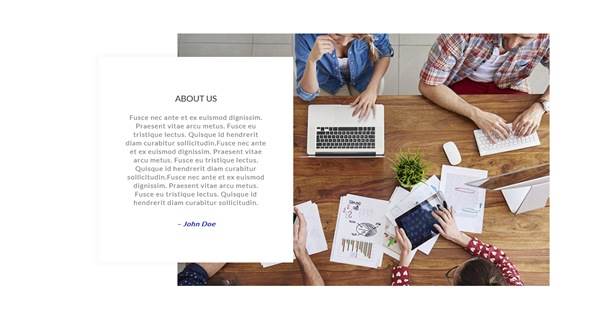 ABOUT US
Fusce nec ante et ex euismod dignissim.
Praesent vitae arcu metus. Fusce eu
tristique lectus. Quisque id hendrerit
diam curabitur sollicitudin.Fusce nec ante
et ex euismod dignissim. Praesent vitae
arcu metus. Fusce eu tristique lectus.
Quisque id hendrerit diam curabitur
sollicitudin.Fusce nec ante et ex euismod
dignissim. Praesent vitae arcu metus.
Fusce eu tristique lectus. Quisque id
hendrerit diam curabitur sollicitudin.
– John Doe